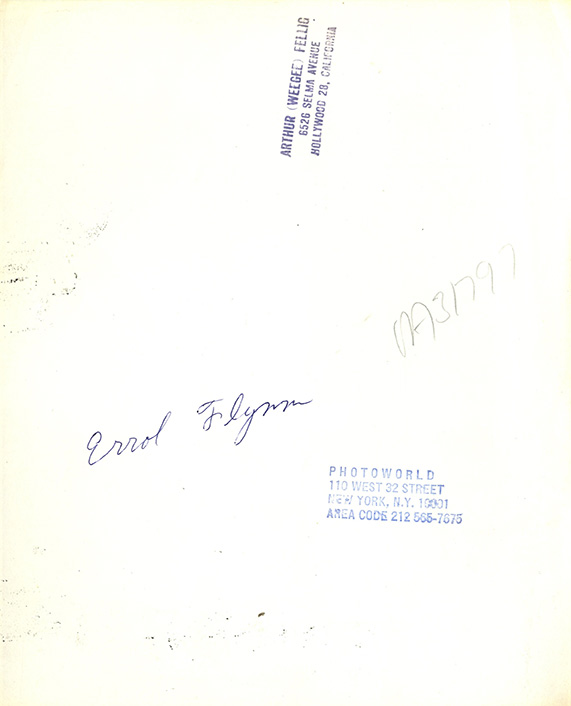 ARTHUR (WEEGEE) FELLIG
6526 SELMA AVENUE
HOLLYWOOD 28, CALIFORNIA
Errol Flynn
PHOTOWORLD
110 WEST 32 STREET
NEW YORK, N.Y. 10001
AREA CODE 212 565-7675